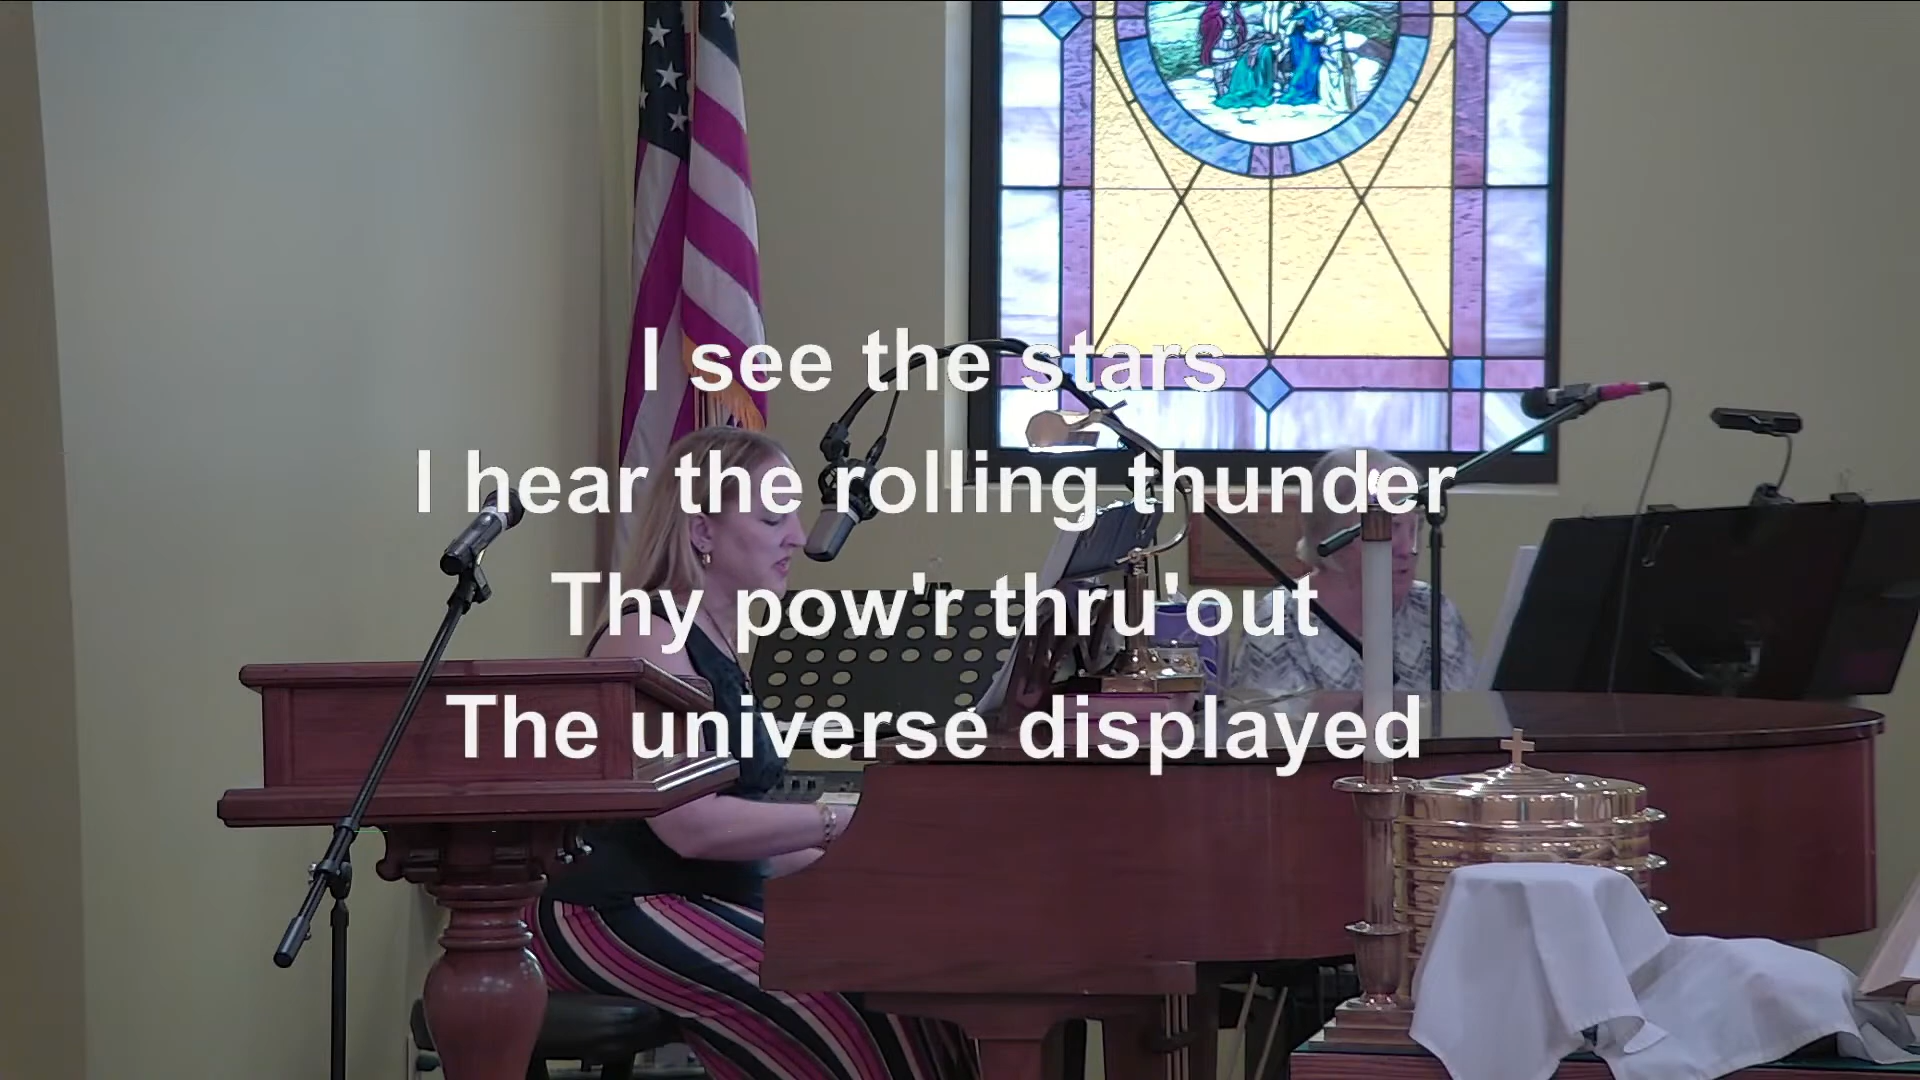 I see the stars
I hear the rolling thunder
Thy pow'r thru'out
The universe displayed